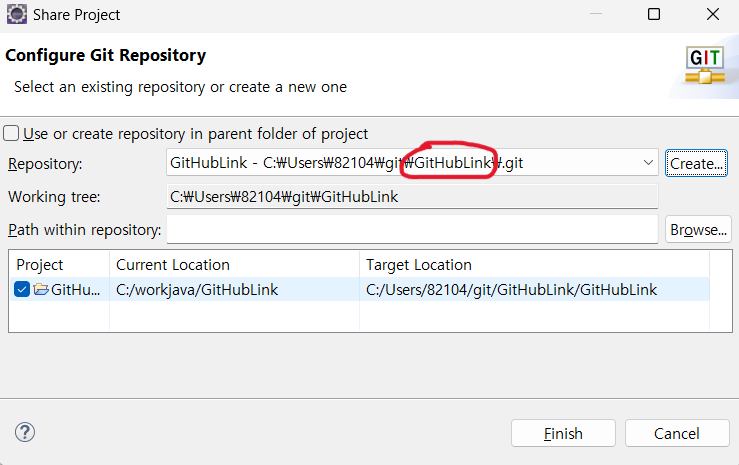 Share Project
Configure Git Repository
Select an existing repository or create a new one
GIT
Use or create repository in parent folder of project
Repository: GitHubLink - C:₩Users₩82104₩git₩GitHubLink₩.git Create...
Working tree: C:₩Users₩82104₩git₩GitHubLink
Path within repository: Browse...
Project Current Location Target Location
GitHu... C:/workjava/GitHubLink C:/Users/82104/git/GitHubLink/GitHubLink
? Finish Cancel